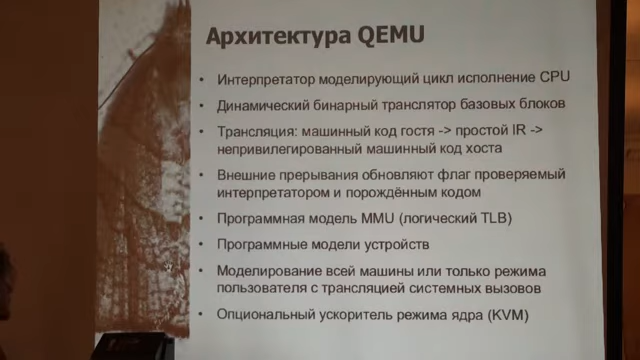 Архитектура QEMU
• Интерпретатор моделирующий цикл исполнение CPU
• Динамический бинарный транслятор базовых блоков
• Трансляция: машинный код гостя -> простой IR ->
непривилегированный машинный код хоста
• Внешние прерывания обновляют флаг проверяемый
интерпретатором и порождённым кодом
• Программная модель MMU (логический TLB)
• Программные модели устройств
• Моделирование всей машины или только режима
пользователя с трансляцией системных вызовов
• Опциональный ускоритель режима ядра (KVM)